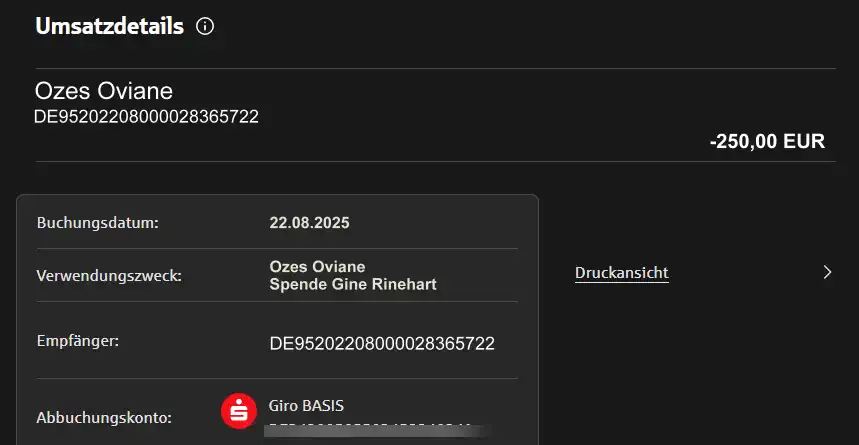 Umsatzdetails
Ozes Oviane
DE95202208000028365722
-250,00 EUR
Buchungsdatum: 22.08.2025
Verwendungszweck: Ozes Oviane
Spende Gine Rinehart
Druckansicht
Empfänger: DE95202208000028365722
Abbuchungskonto: Giro BASIS